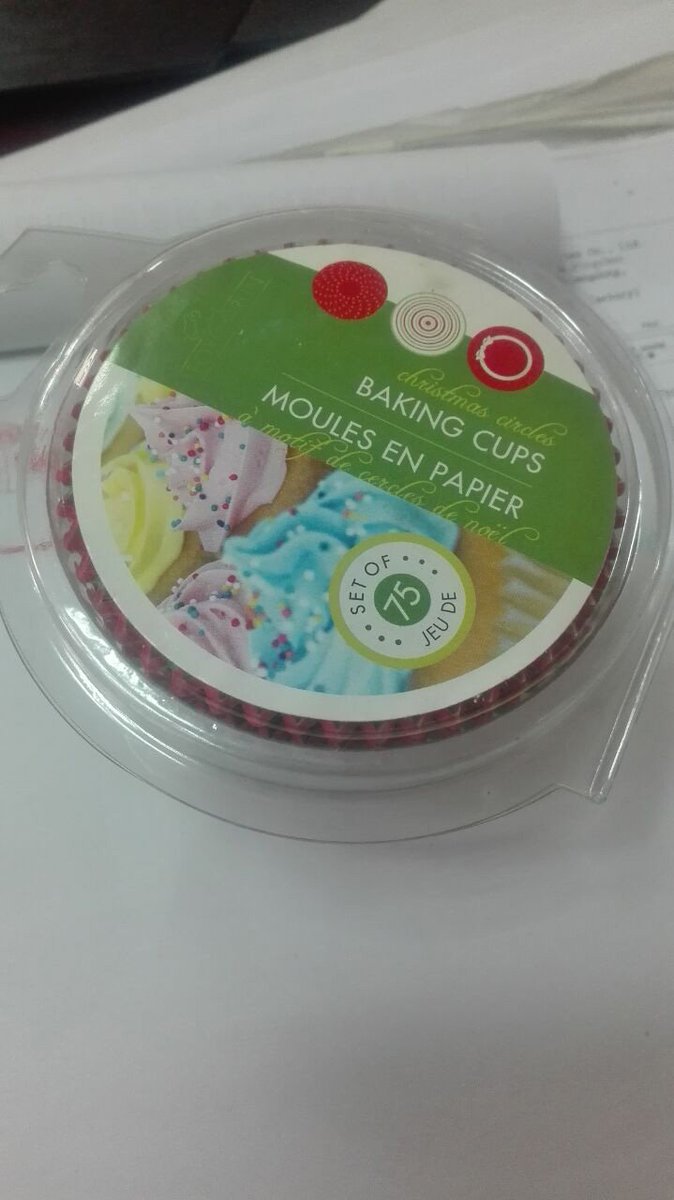 christmas circles
BAKING CUPS
MOULES EN PAPIER
à motif de cercles de noël
SET OF
75
JEU DE